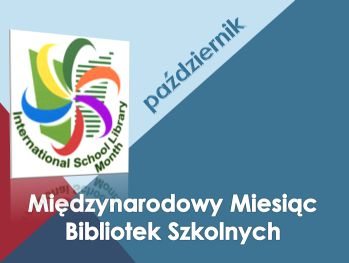 październik
International School Library
Month
Międzynarodowy Miesiąc
Bibliotek Szkolnych